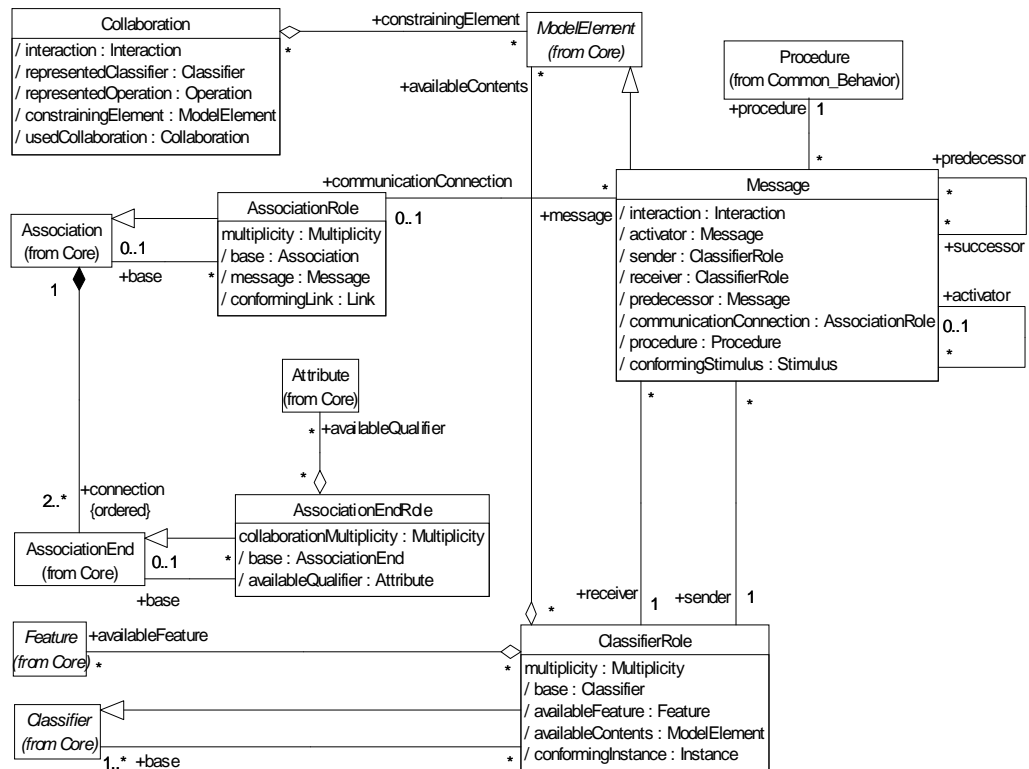 Collaboration
/ interaction : Interaction
/ representedClassifier : Classifier
/ representedOperation : Operation
/ constrainingElement : ModelElement
/ usedCollaboration : Collaboration
+constrainingElement
*
*
ModelElement
(from Core)
*
+availableContents
Procedure
(from Common_Behavior)
+procedure
1
*
+predecessor
*
*
+successor
+activator
0..1
*
Message
/ interaction : Interaction
/ activator : Message
/ sender : ClassifierRole
/ receiver : ClassifierRole
/ predecessor : Message
/ communicationConnection : AssociationRole
/ procedure : Procedure
/ conformingStimulus : Stimulus
+communicationConnection
0..1
*
+message
Association
(from Core)
1
0..1
+base
*
AssociationRole
multiplicity : Multiplicity
/ base : Association
/ message : Message
/ conformingLink : Link
Attribute
(from Core)
*
+availableQualifier
*
2..*
+connection
{ordered}
AssociationEndRole
collaborationMultiplicity : Multiplicity
/ base : AssociationEnd
/ availableQualifier : Attribute
AssociationEnd
(from Core)
0..1
*
+base
*
*
+receiver
1
+sender
1
*
Feature
(from Core)
+availableFeature
*
*
ClassifierRole
multiplicity : Multiplicity
/ base : Classifier
/ availableFeature : Feature
/ availableContents : ModelElement
/ conformingInstance : Instance
Classifier
(from Core)
1..*
+base
*